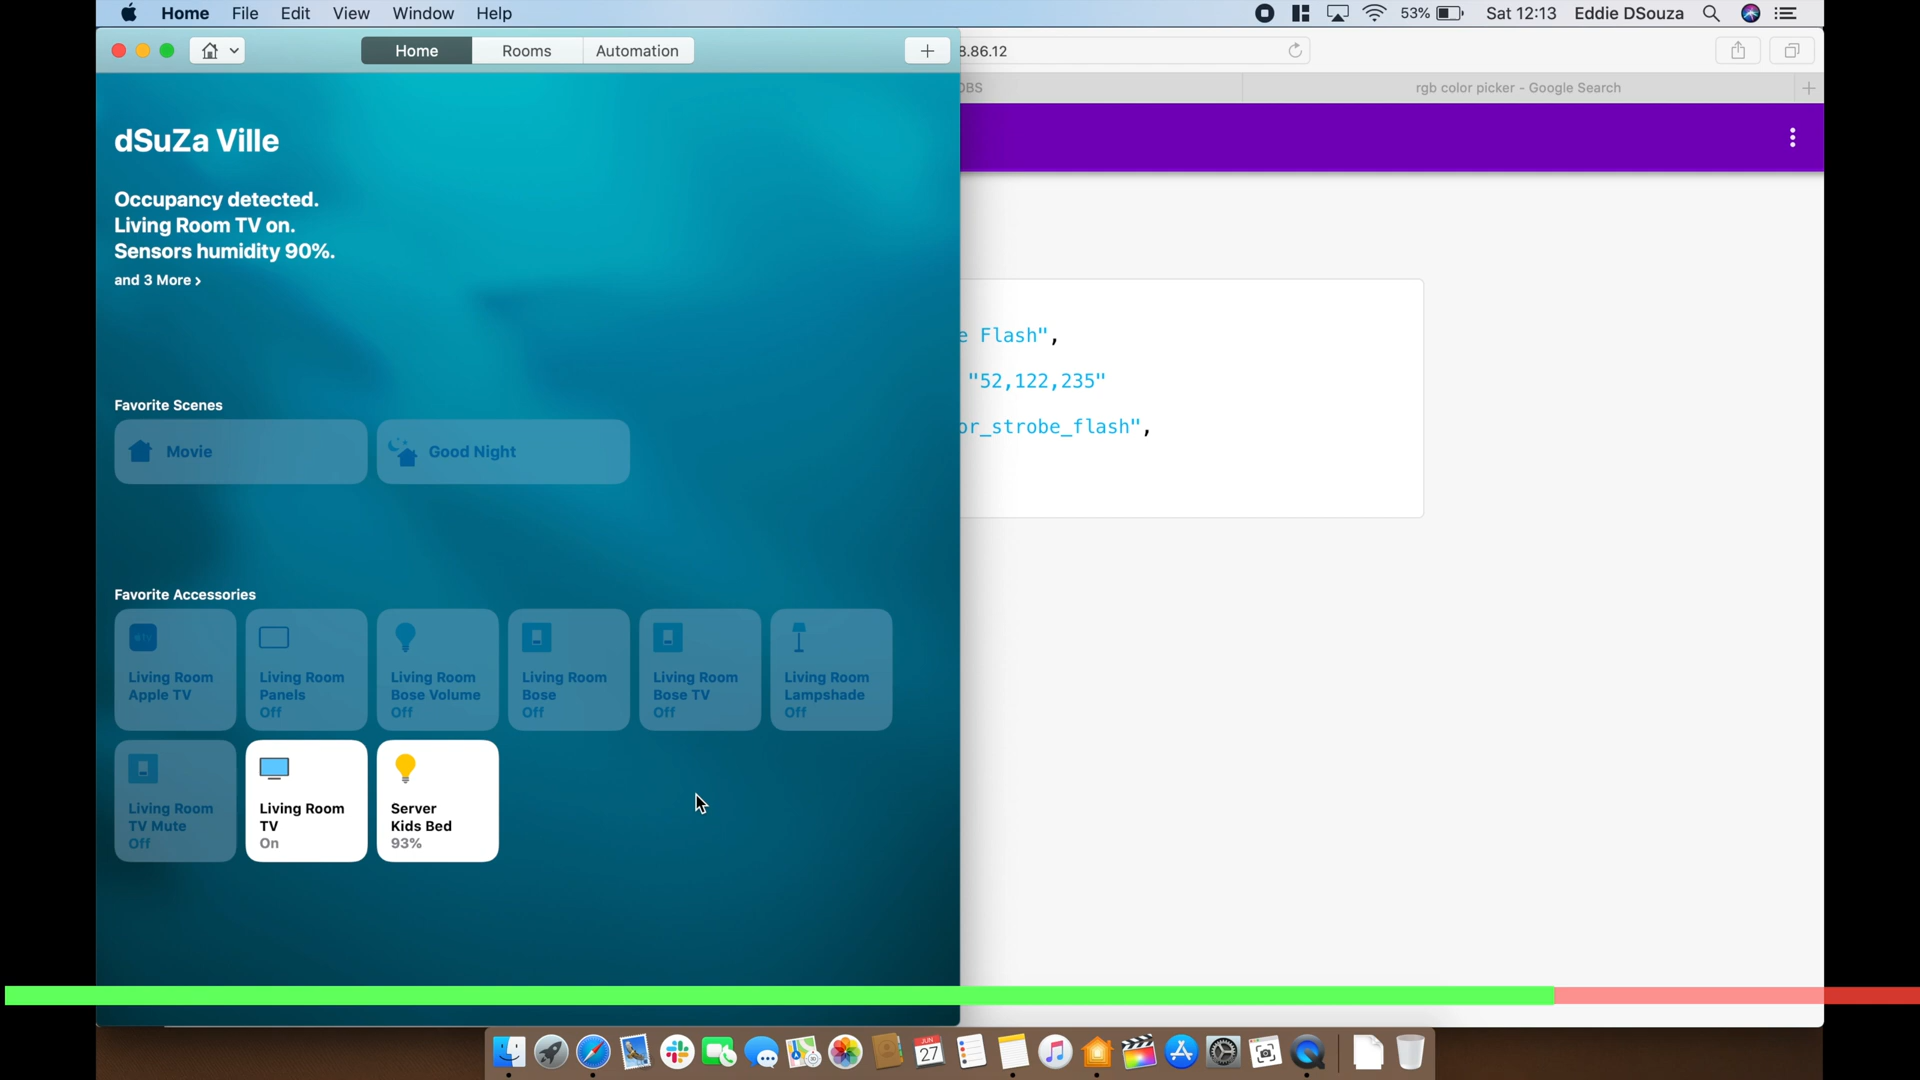 Home File Edit View Window Help
53% Sat 12:13 Eddie DSouza
Home Rooms Automation
8.86.12
rgb color picker - Google Search
dSuZa Ville
Occupancy detected.
Living Room TV on.
Sensors humidity 90%.
and 3 More >
e Flash",
"52,122,235"
or_strobe_flash",
Favorite Scenes
Movie
Good Night
Favorite Accessories
Living Room
Apple TV
Living Room
Panels
Off
Living Room
Bose Volume
Off
Living Room
Bose
Off
Living Room
Bose TV
Off
Living Room
Lampshade
Off
Living Room
TV Mute
Off
Living Room
TV
On
Server
Kids Bed
93%
JUN
27